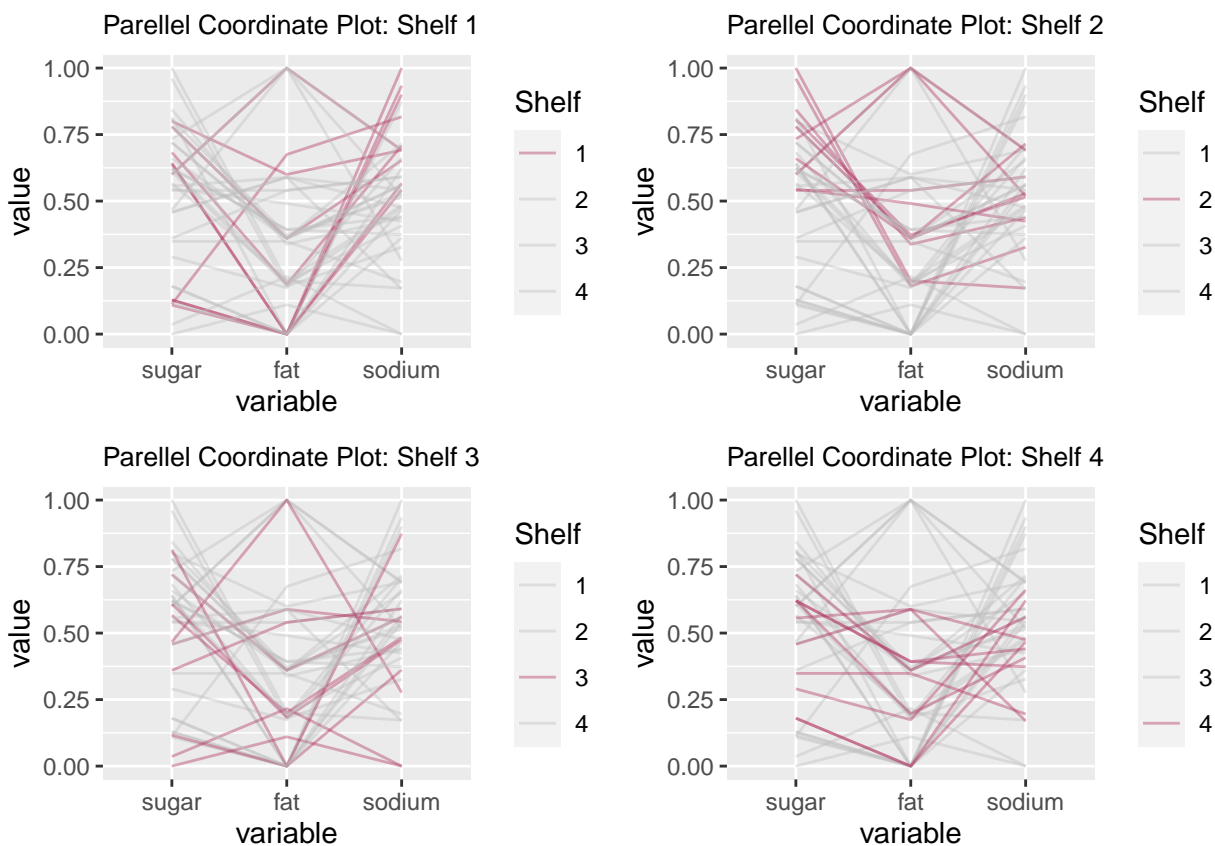 Parellel Coordinate Plot: Shelf 1
1.00
0.75
0.50
0.25
0.00
value
sugar fat sodium
variable
Shelf
1
2
3
4
Parellel Coordinate Plot: Shelf 2
1.00
0.75
0.50
0.25
0.00
value
sugar fat sodium
variable
Shelf
1
2
3
4
Parellel Coordinate Plot: Shelf 3
1.00
0.75
0.50
0.25
0.00
value
sugar fat sodium
variable
Shelf
1
2
3
4
Parellel Coordinate Plot: Shelf 4
1.00
0.75
0.50
0.25
0.00
value
sugar fat sodium
variable
Shelf
1
2
3
4